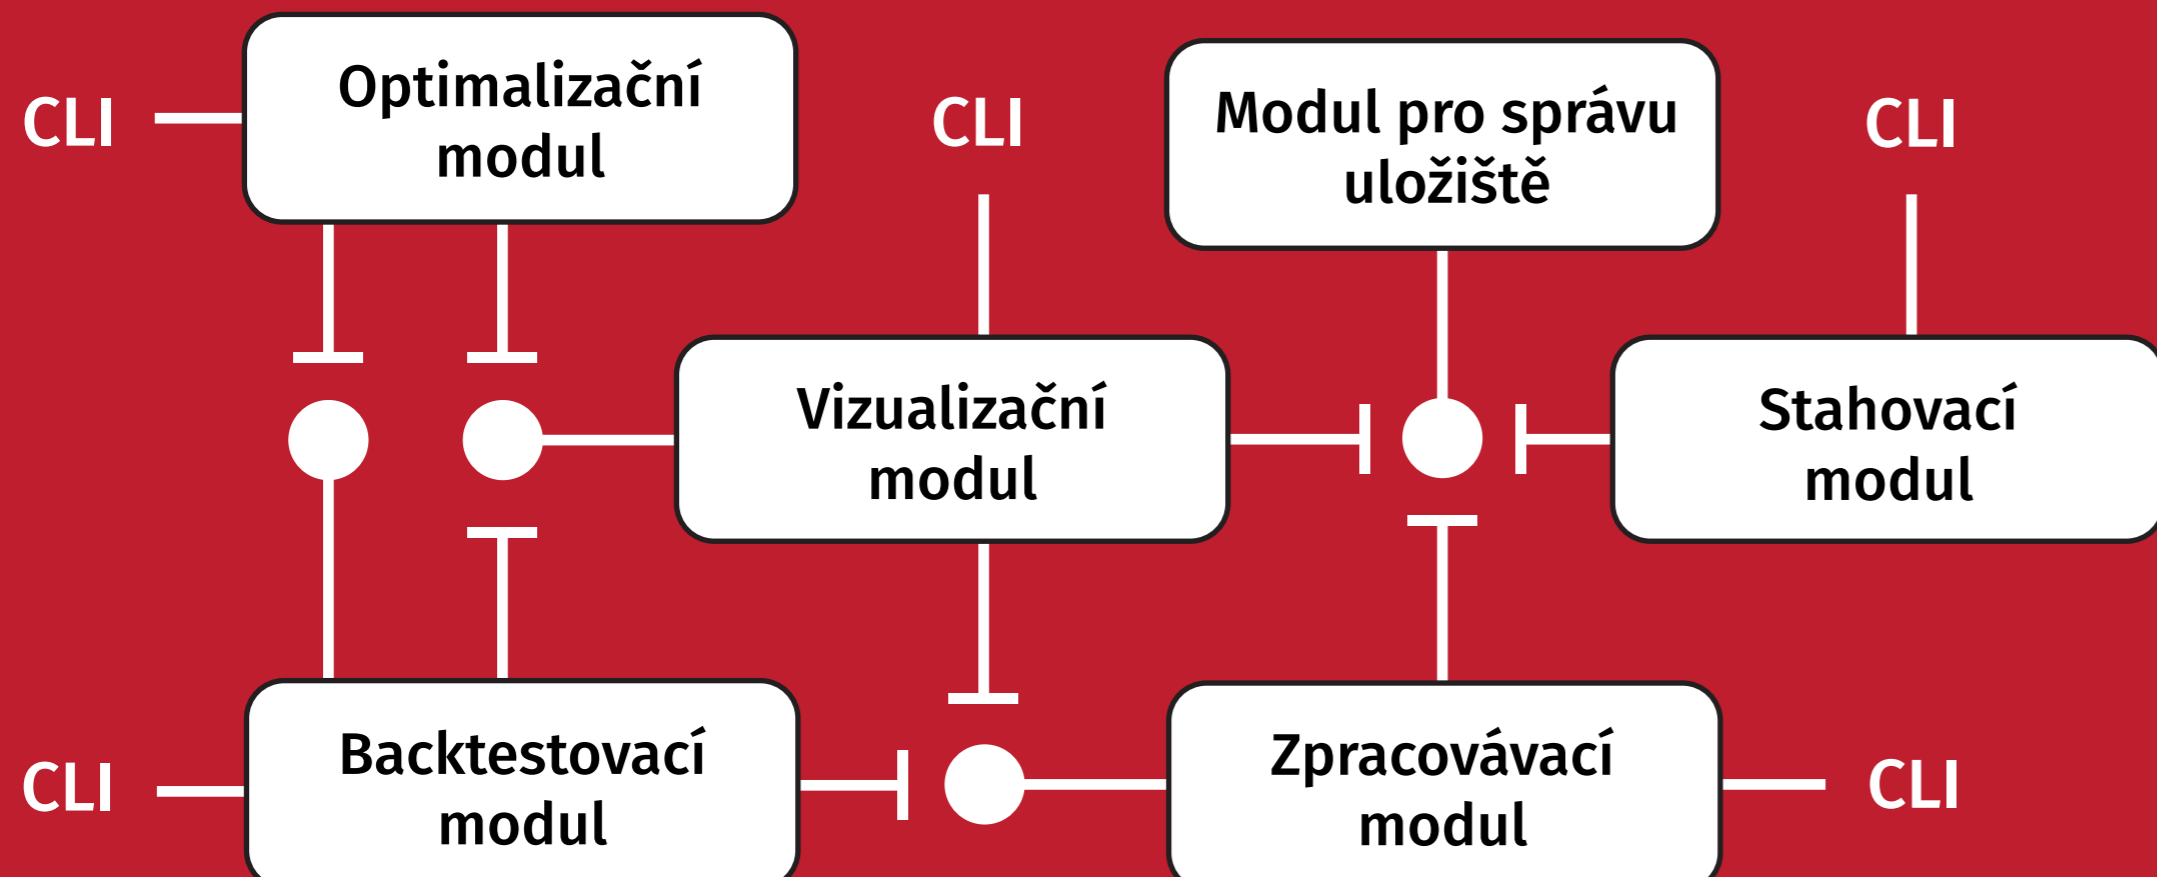 CLI
Optimalizační
modul
CLI
Modul pro správu
uložiště
CLI
Vizualizační
modul
Stahovací
modul
CLI
Backtestovací
modul
Zpracovávací
modul
CLI